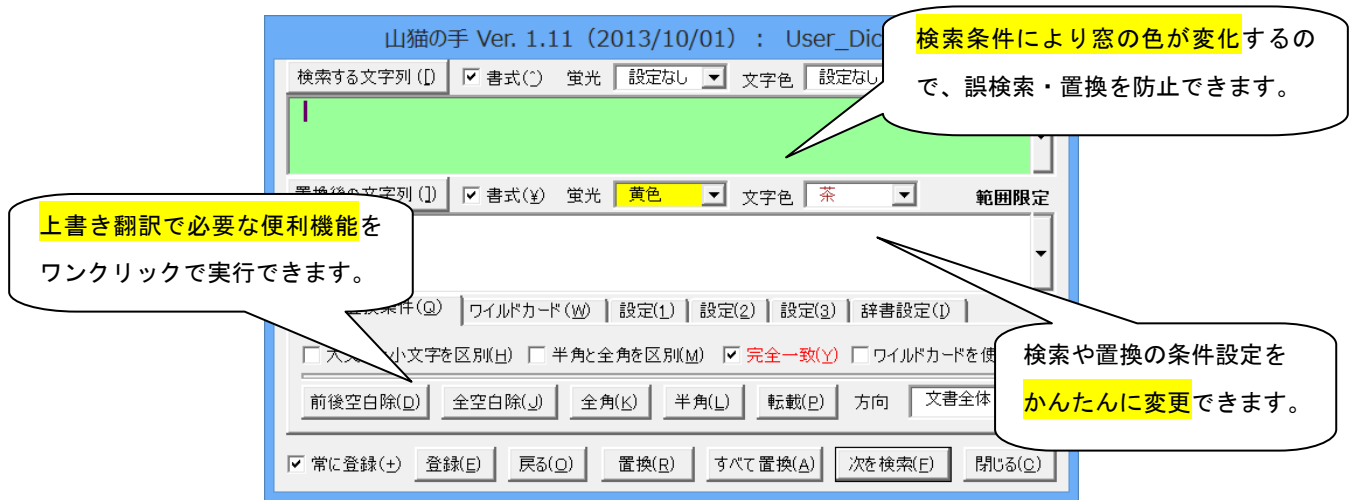 山猫の手 Ver. 1.11（2013/10/01）： User_Dic
検索条件により窓の色が変化するの
で、誤検索・置換を防止できます。
検索する文字列([) 書式(^) 蛍光 設定なし 文字色 設定なし
置換後の文字列(]) 書式(¥) 蛍光 黄色 文字色 茶 範囲限定
上書き翻訳で必要な便利機能を
ワンクリックで実行できます。
条件(Q) ワイルドカード(W) 設定(1) 設定(2) 設定(3) 辞書設定(I)
小文字を区別(H) 半角と全角を区別(M) 完全一致(Y) ワイルドカードを使
検索や置換の条件設定を
かんたんに変更できます。
前後空白除(D) 全空白除(J) 全角(K) 半角(L) 転載(P) 方向 文書全体
常に登録(+) 登録(E) 戻る(O) 置換(R) すべて置換(A) 次を検索(F) 閉じる(C)